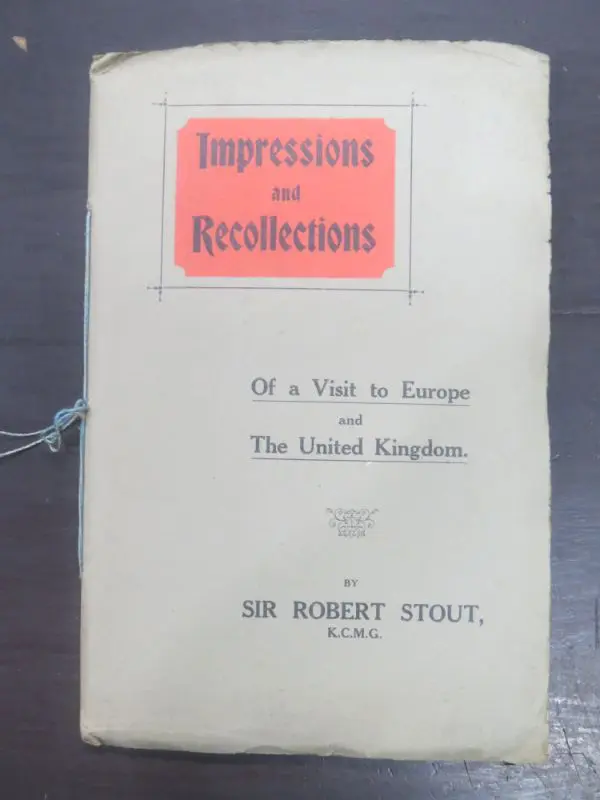 Impressions
and
Recollections
Of a Visit to Europe
and
The United Kingdom.
BY
SIR ROBERT STOUT,
K.C.M.G.